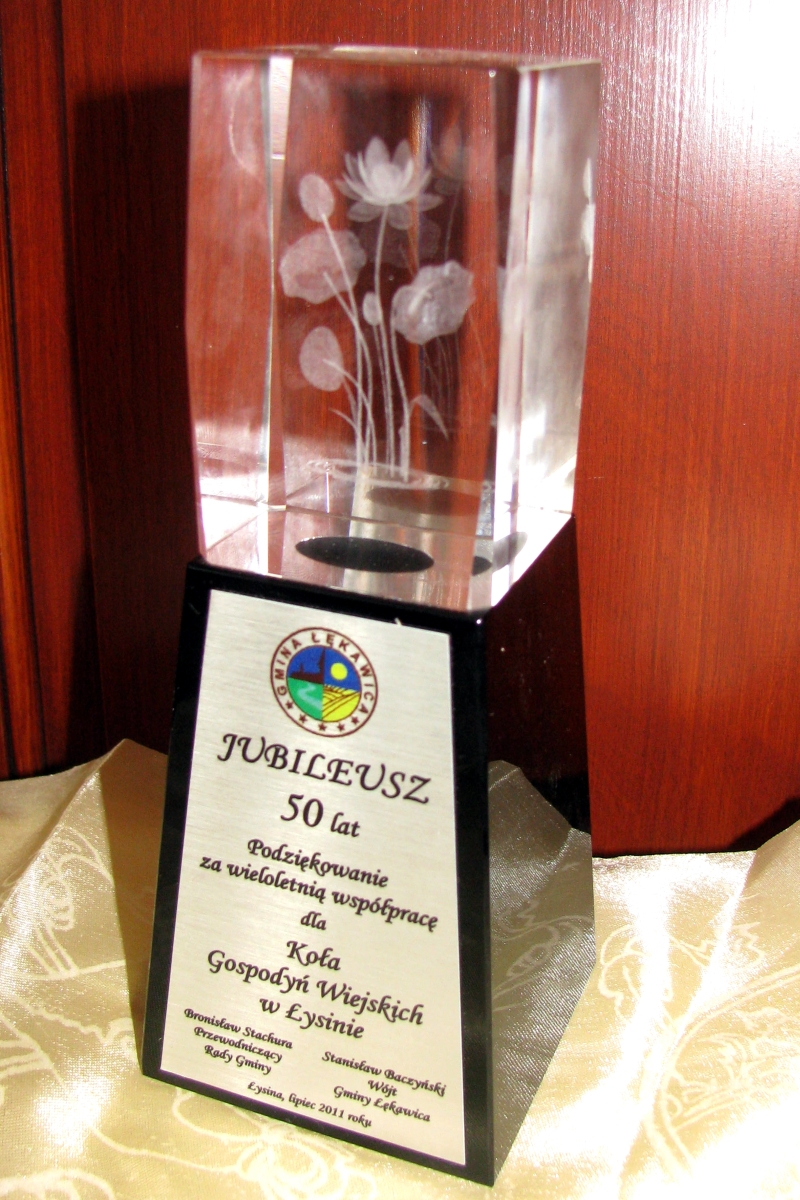 GMINA ŁĘKAWICA
JUBILEUSZ
50 lat
Podziękowanie
za wieloletnią współpracę
dla
Koła
Gospodyń Wiejskich
w Łysinie
Bronisław Stachura
Przewodniczący
Rady Gminy
Stanisław Baczyński
Wójt
Gminy Łękawica
Łysina, lipiec 2011 roku